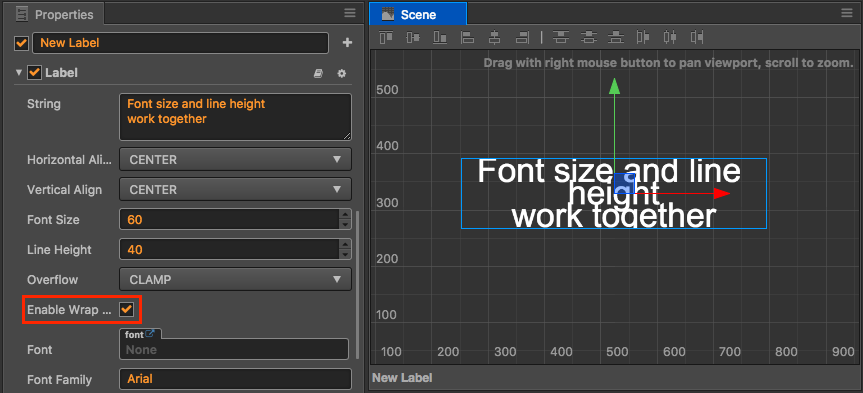 Properties
New Label
Label
String
Font size and line height
work together
Horizontal Ali...
CENTER
Vertical Align
CENTER
Font Size
60
Line Height
40
Overflow
CLAMP
Enable Wrap ...
font
Font
None
Font Family
Arial
Scene
Drag with right mouse button to pan viewport, scroll to zoom.
500
400
300
200
100
Font size and line
height
work together
100 200 300 400 500 600 700 800 900
New Label